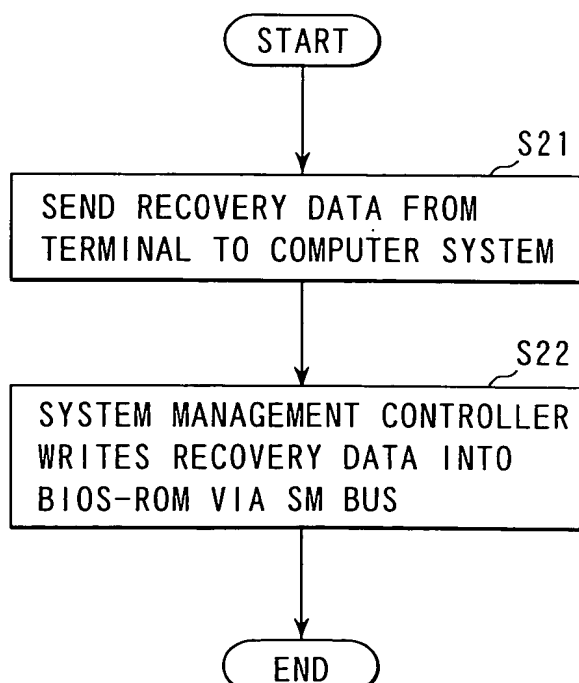 START
S21
SEND RECOVERY DATA FROM
TERMINAL TO COMPUTER SYSTEM
S22
SYSTEM MANAGEMENT CONTROLLER
WRITES RECOVERY DATA INTO
BIOS-ROM VIA SM BUS
END